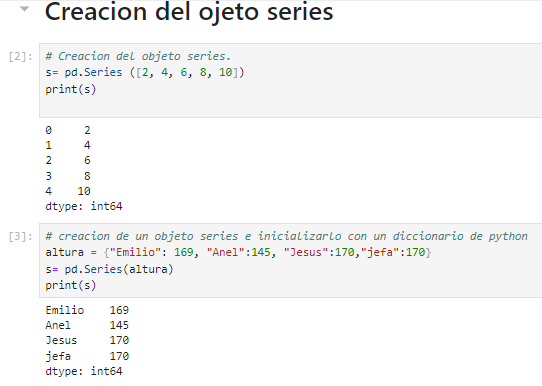 Creacion del ojeto series
[2]:
# Creacion del objeto series.
s= pd.Series ([2, 4, 6, 8, 10])
print(s)
0 2
1 4
2 6
3 8
4 10
dtype: int64
[3]:
# creacion de un objeto series e inicializarlo con un diccionario de python
altura = {"Emilio": 169, "Anel":145, "Jesus":170,"jefa":170}
s= pd.Series(altura)
print(s)
Emilio 169
Anel 145
Jesus 170
jefa 170
dtype: int64